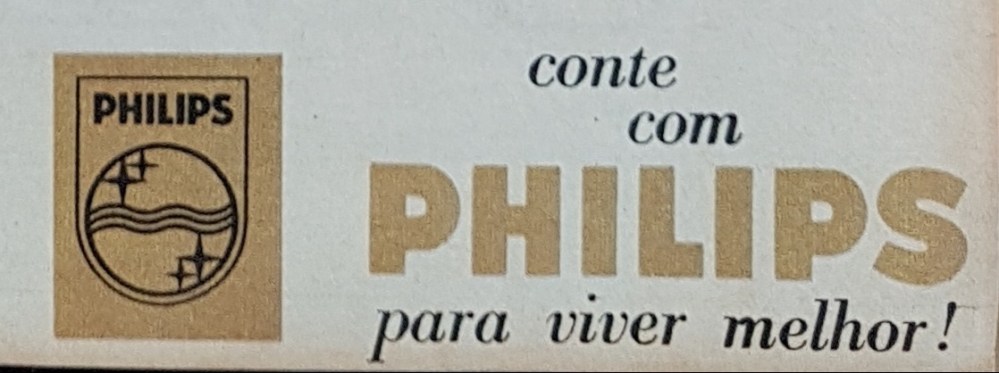 PHILIPS
conte
com
PHILIPS
para viver melhor!